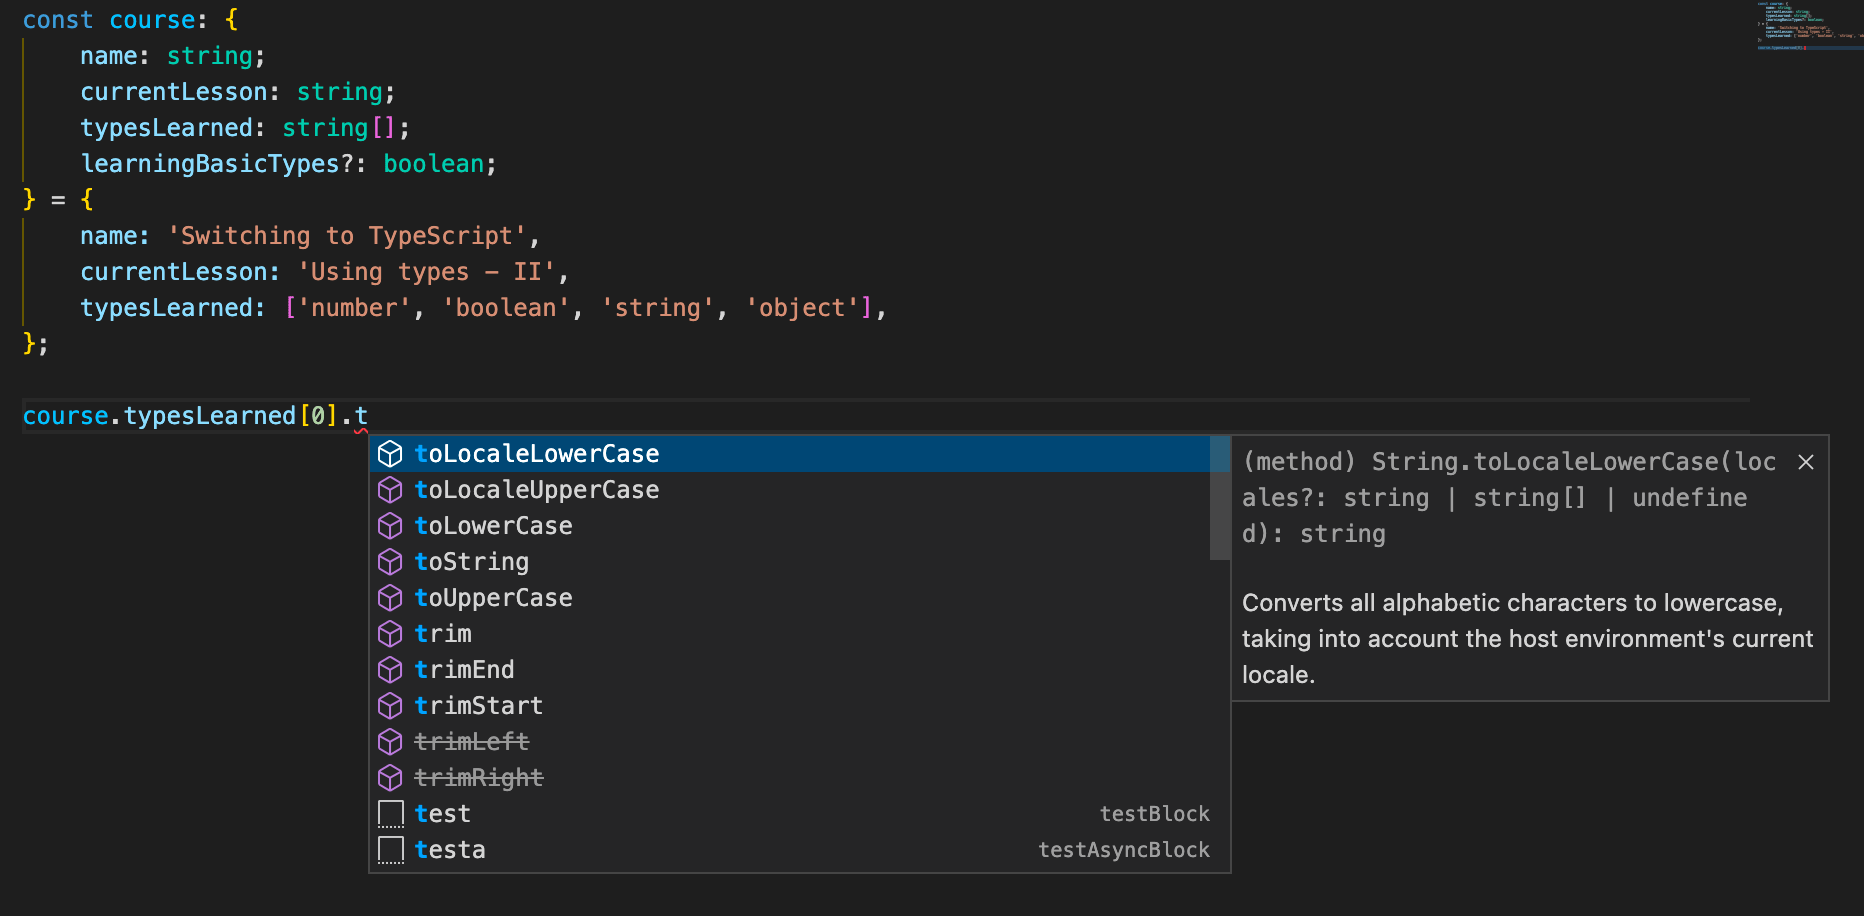 const course: {
name: string;
currentLesson: string;
typesLearned: string[];
learningBasicTypes?: boolean;
} = {
name: 'Switching to TypeScript',
currentLesson: 'Using types – II',
typesLearned: ['number', 'boolean', 'string', 'object'],
};
course.typesLearned[0].t
toLocaleLowerCase
toLocaleUpperCase
toLowerCase
toString
toUpperCase
trim
trimEnd
trimStart
trimLeft
trimRight
test testBlock
testa testAsyncBlock
(method) String.toLocaleLowerCase(loc
ales?: string | string[] | undefine
d): string
Converts all alphabetic characters to lowercase,
taking into account the host environment's current
locale.